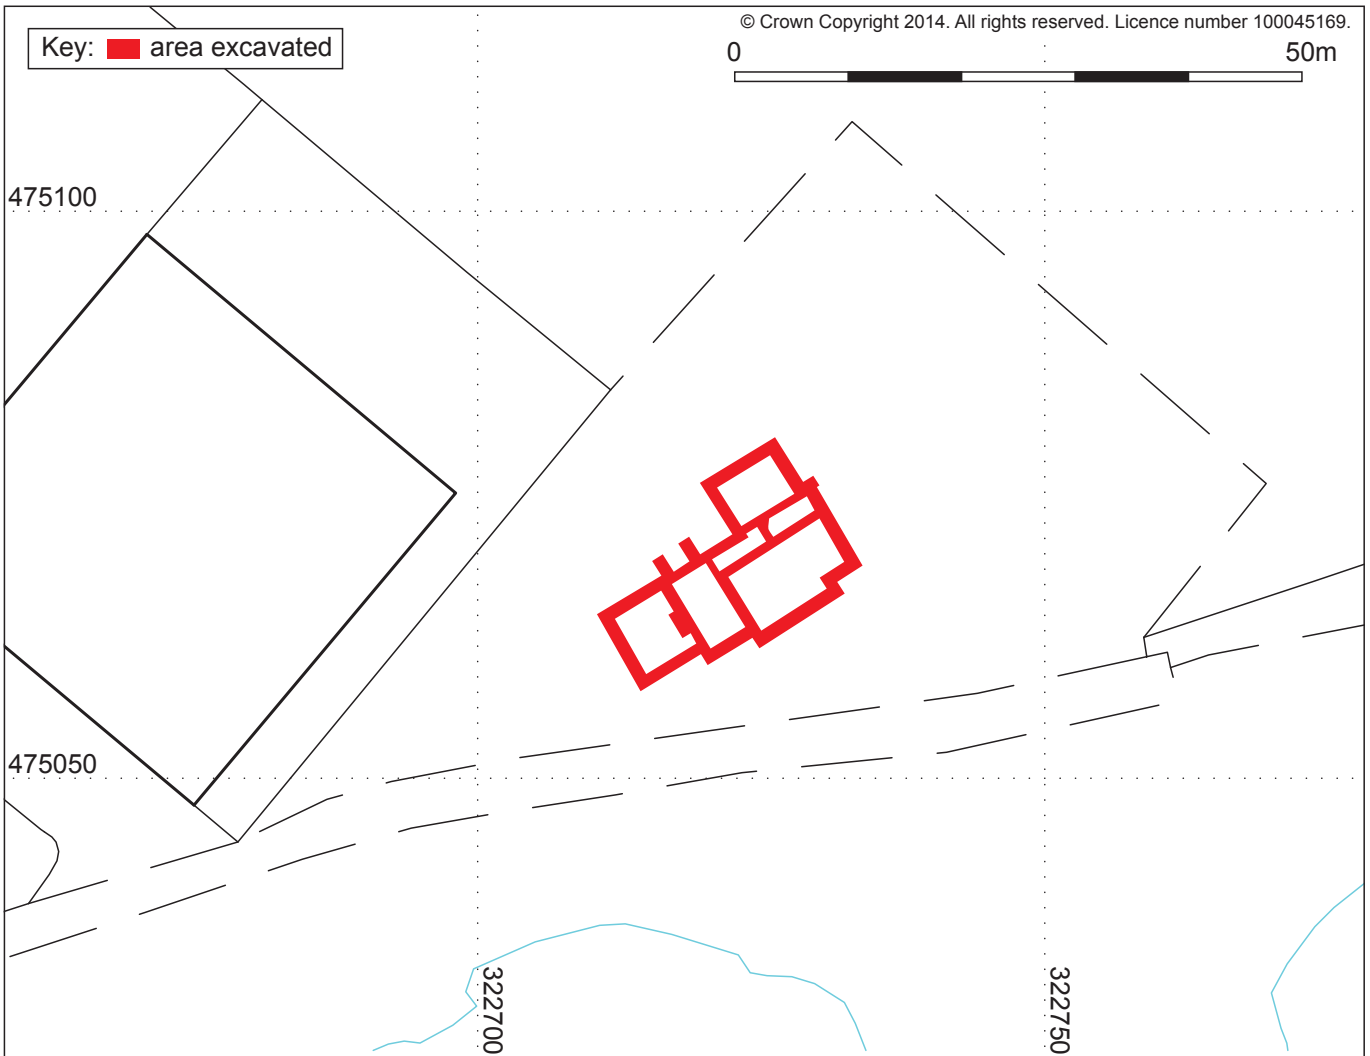 © Crown Copyright 2014. All rights reserved. Licence number 100045169.
Key: area excavated
0 50m
475100
475050
322700
322750